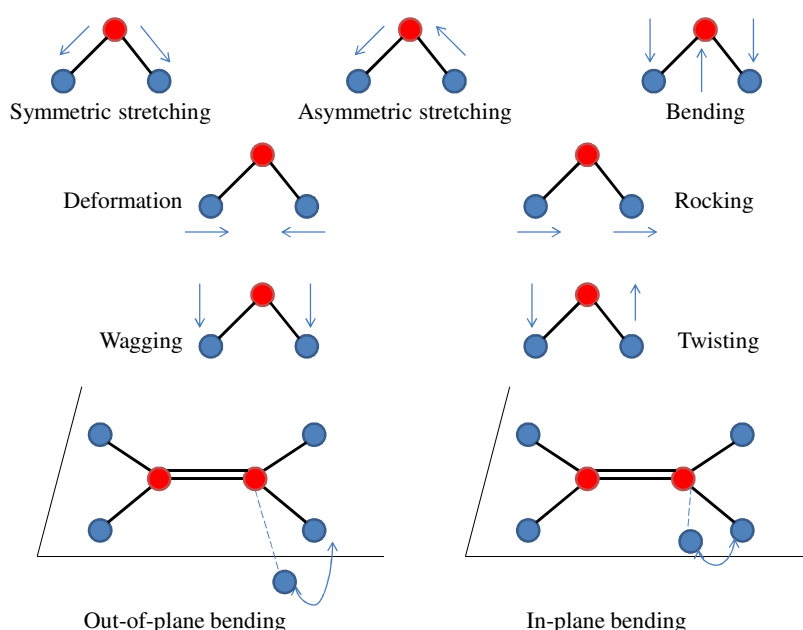 Symmetric stretching
Asymmetric stretching
Bending
Deformation
Rocking
Wagging
Twisting
Out-of-plane bending
In-plane bending